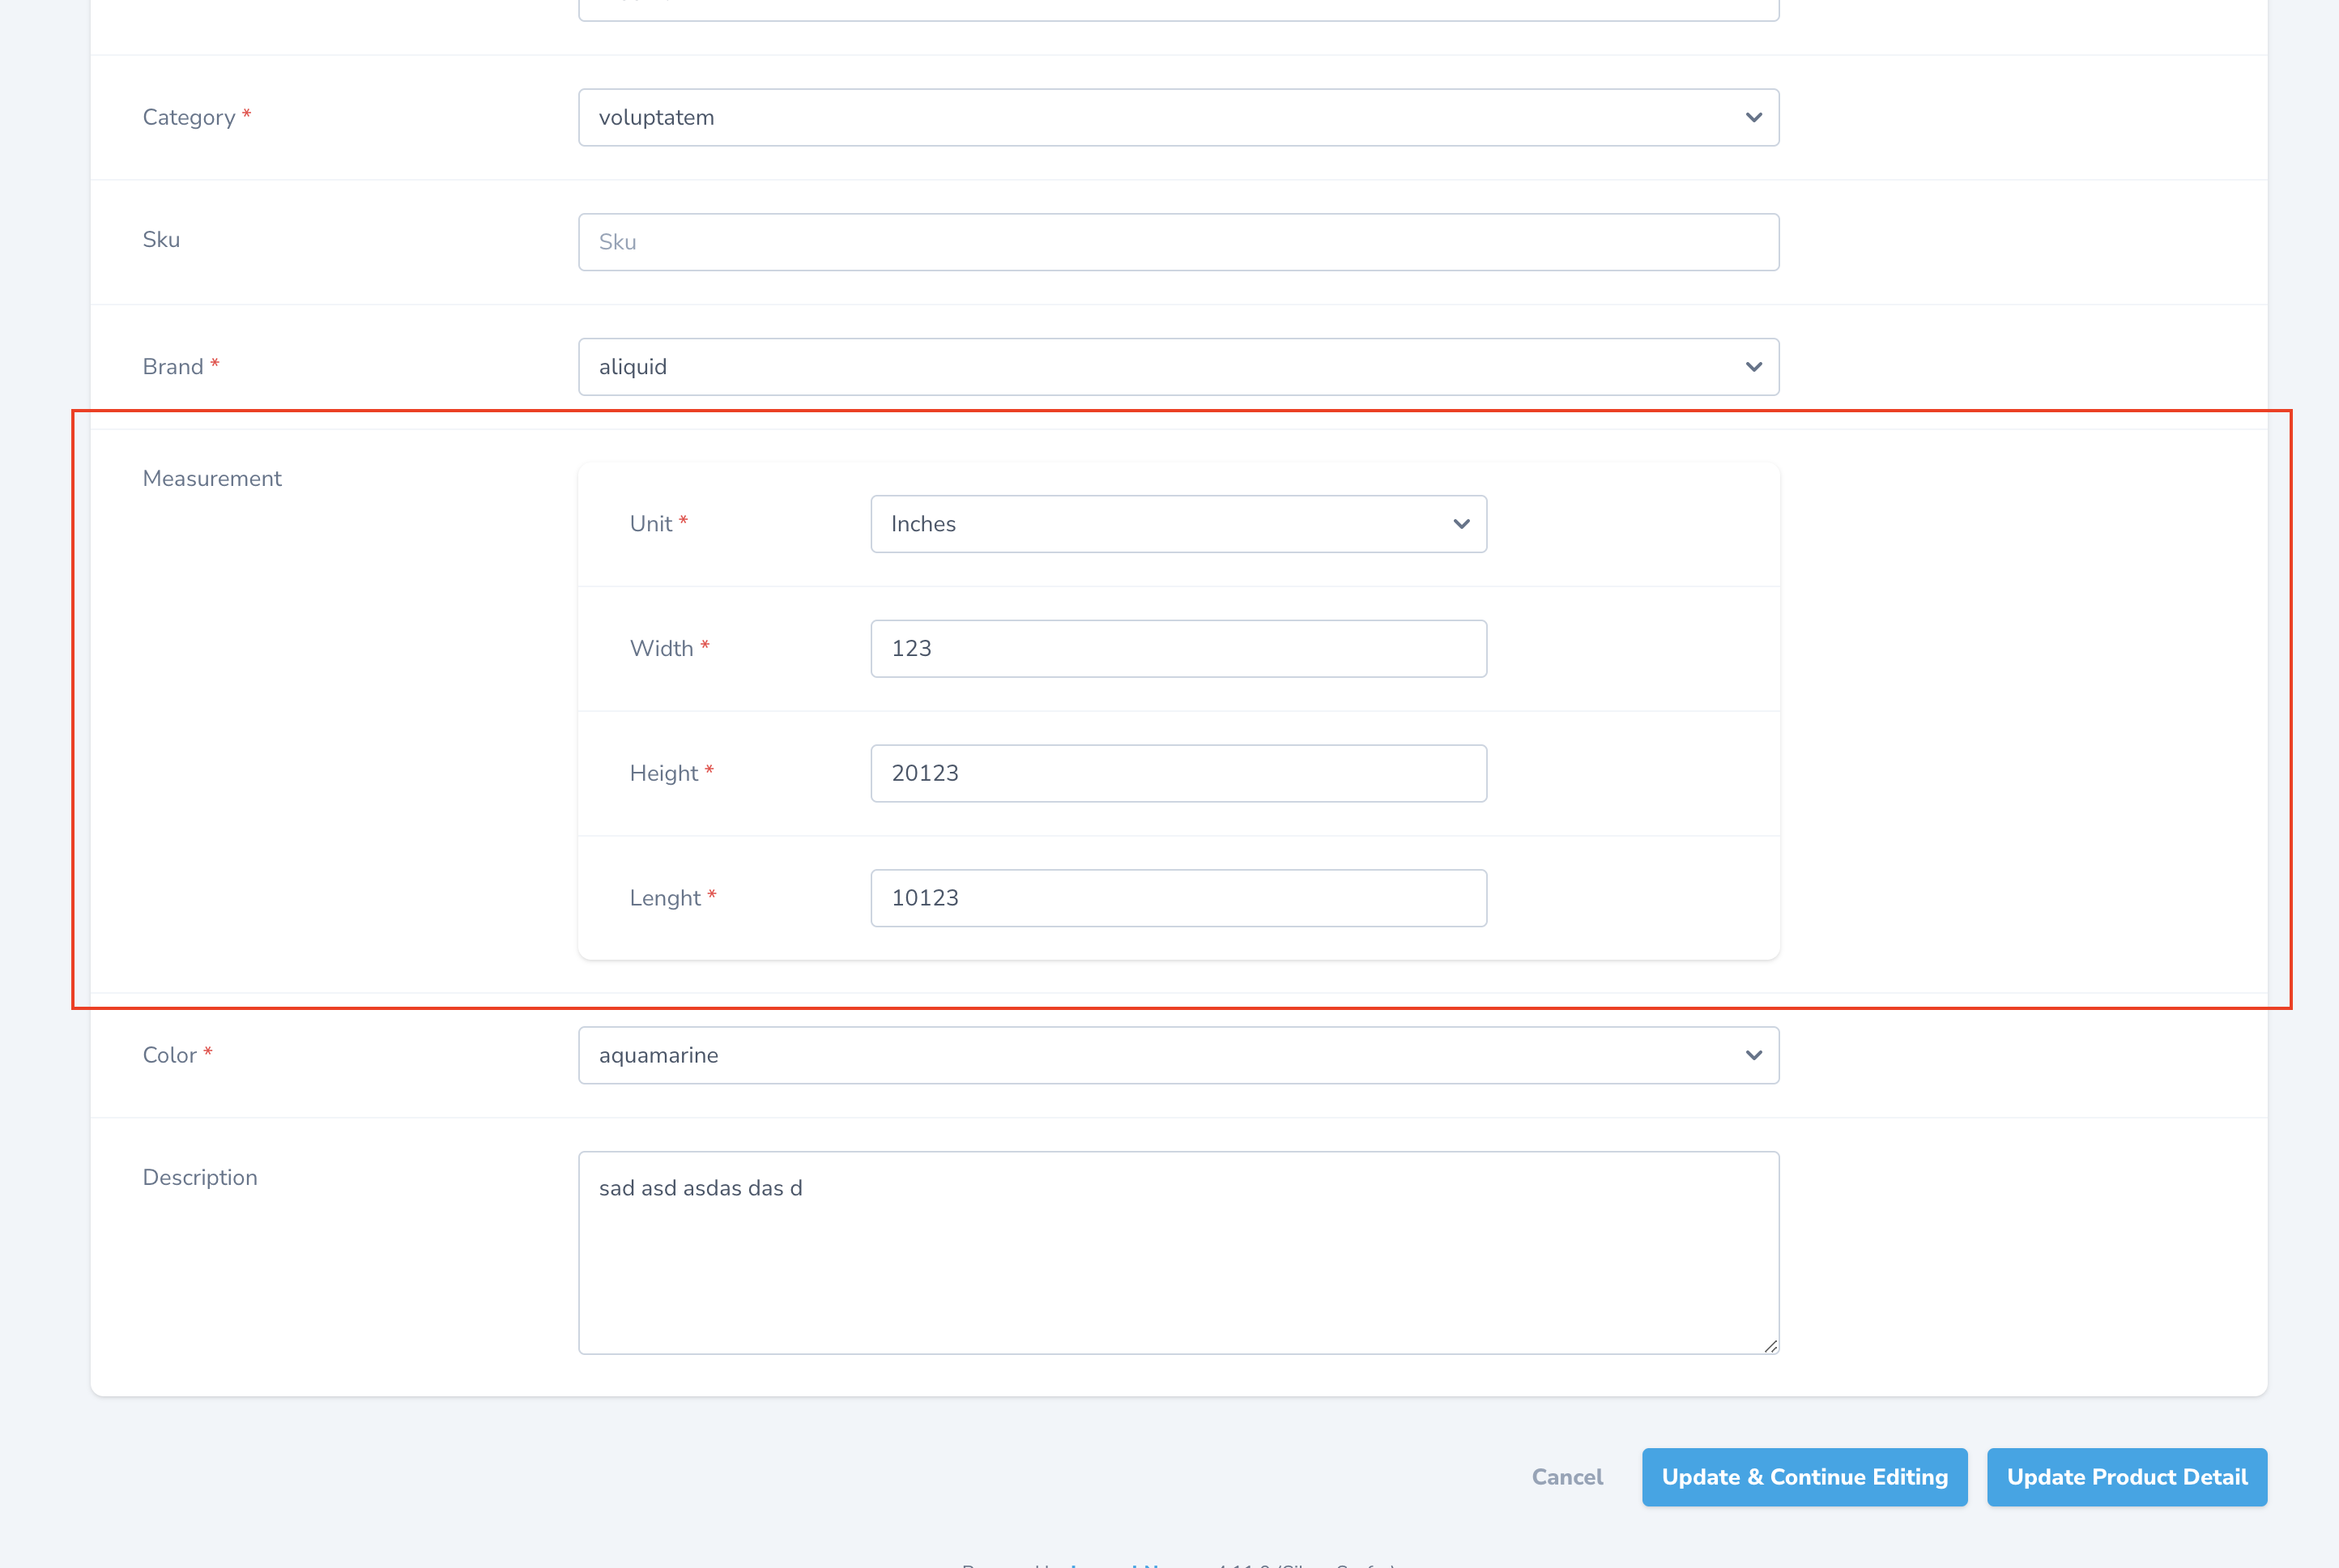 Category *
voluptatem
Sku
Sku
Brand *
aliquid
Measurement
Unit *
Inches
Width *
123
Height *
20123
Lenght *
10123
Color *
aquamarine
Description
sad asd asdas das d
Cancel
Update & Continue Editing
Update Product Detail